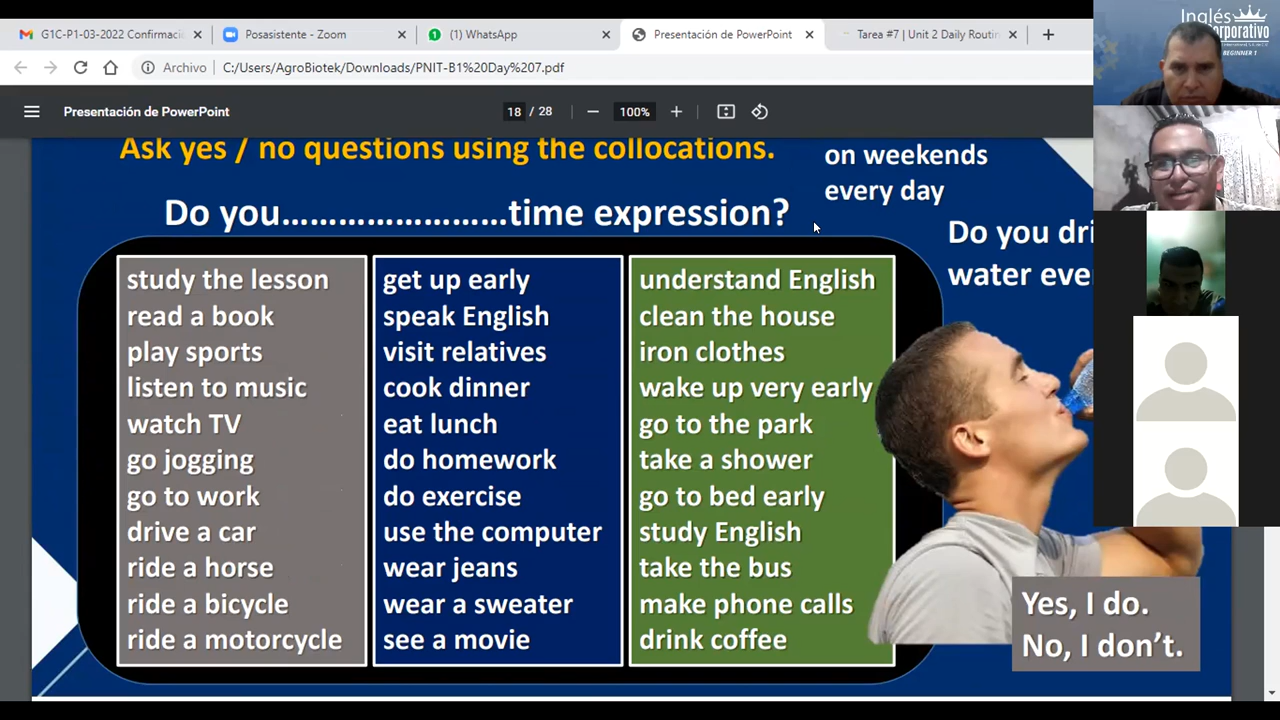 G1C-P1-03-2022 Confirmaci
Posasistente - Zoom
(1) WhatsApp
Presentación de PowerPoint
Tarea #7 | Unit 2 Daily Routin
Archivo
C:/Users/AgroBiotek/Downloads/PNIT-B1%20Day%207.pdf
Presentación de PowerPoint
18 / 28
100%
Inglés
Corporativo
BEGINNER 1
Ask yes / no questions using the collocations.
on weekends
every day
Do you……………………time expression?
Do you dri
water eve
study the lesson
read a book
play sports
listen to music
watch TV
go jogging
go to work
drive a car
ride a horse
ride a bicycle
ride a motorcycle
get up early
speak English
visit relatives
cook dinner
eat lunch
do homework
do exercise
use the computer
wear jeans
wear a sweater
see a movie
understand English
clean the house
iron clothes
wake up very early
go to the park
take a shower
go to bed early
study English
take the bus
make phone calls
drink coffee
Yes, I do.
No, I don't.